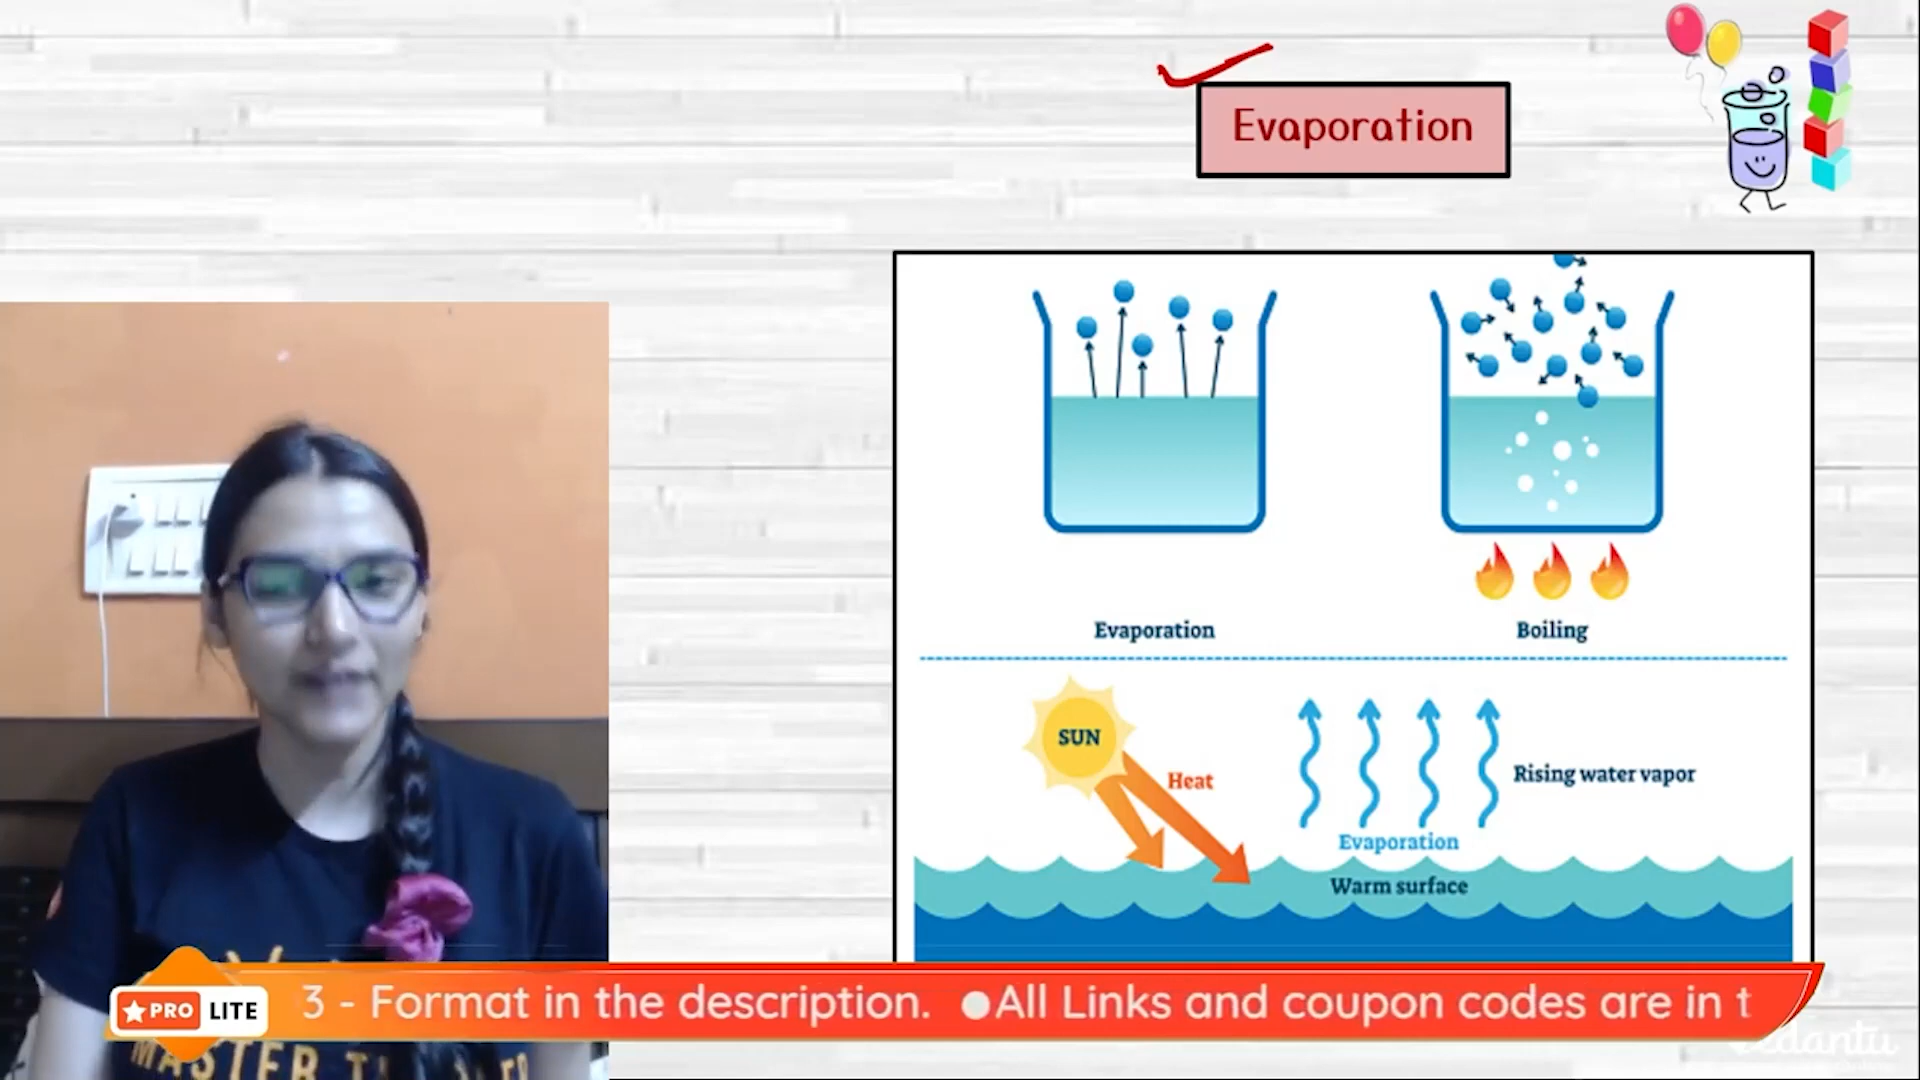 Evaporation
Evaporation
Boiling
SUN
Heat
Rising water vapor
Evaporation
Warm surface
PRO LITE
3 - Format in the description. ●All Links and coupon codes are in t
MASTER